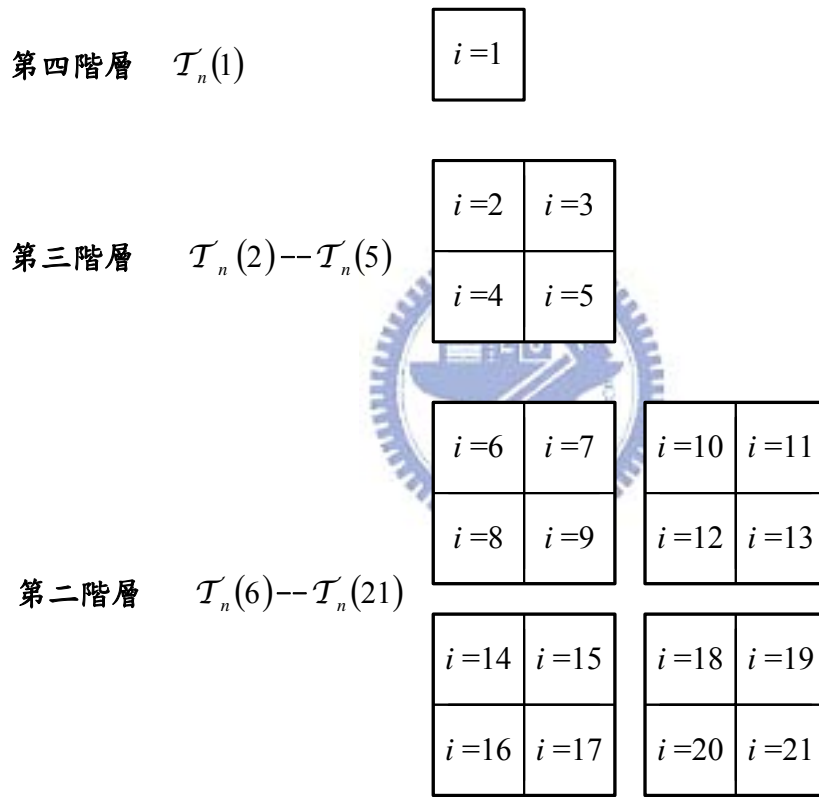 第四階層 𝒯ₙ(1)
i =1
i =2 i =3
第三階層 𝒯ₙ(2)--𝒯ₙ(5)
i =4 i =5
i =6 i =7 i =10 i =11
i =8 i =9 i =12 i =13
第二階層 𝒯ₙ(6)--𝒯ₙ(21)
i =14 i =15 i =18 i =19
i =16 i =17 i =20 i =21